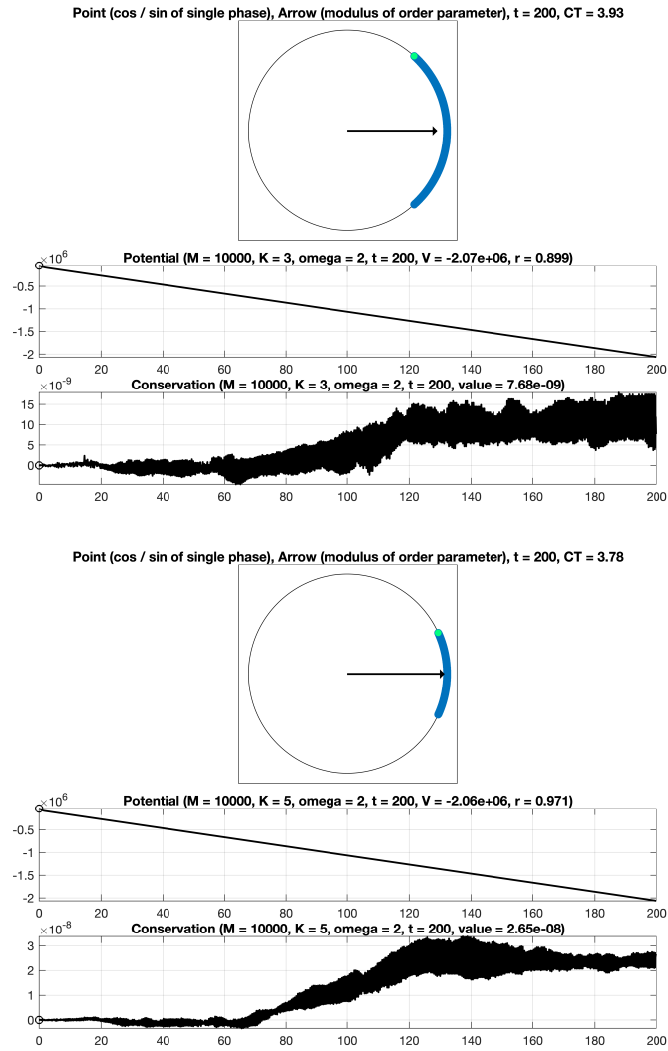 Point (cos / sin of single phase), Arrow (modulus of order parameter), t = 200, CT = 3.93
×10^6 Potential (M = 10000, K = 3, omega = 2, t = 200, V = -2.07e+06, r = 0.899)
-0.5
-1
-1.5
-2
0 20 40 60 80 100 120 140 160 180 200
×10^-9 Conservation (M = 10000, K = 3, omega = 2, t = 200, value = 7.68e-09)
15
10
5
0
0 20 40 60 80 100 120 140 160 180 200
Point (cos / sin of single phase), Arrow (modulus of order parameter), t = 200, CT = 3.78
×10^6 Potential (M = 10000, K = 5, omega = 2, t = 200, V = -2.06e+06, r = 0.971)
-0.5
-1
-1.5
-2
0 20 40 60 80 100 120 140 160 180 200
×10^-8 Conservation (M = 10000, K = 5, omega = 2, t = 200, value = 2.65e-08)
3
2
1
0
0 20 40 60 80 100 120 140 160 180 200